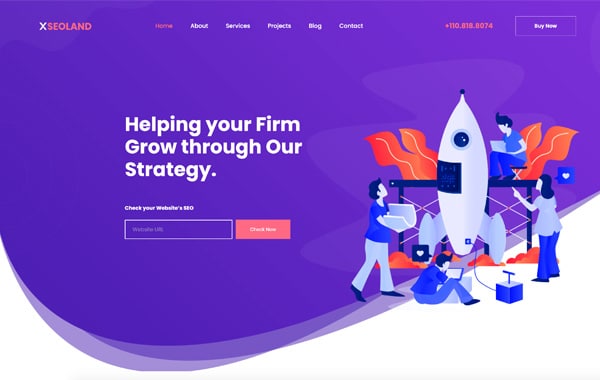 XSEOLAND
Home About Services Projects Blog Contact
+110.818.8074
Buy Now
Helping your Firm
Grow through Our
Strategy.
Check your Website's SEO
Website URL
Check Now